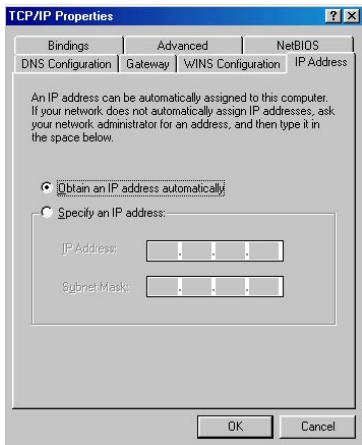 TCP/IP Properties
Bindings Advanced NetBIOS
DNS Configuration Gateway WINS Configuration IP Address
An IP address can be automatically assigned to this computer.
If your network does not automatically assign IP addresses, ask
your network administrator for an address, and then type it in
the space below.
Obtain an IP address automatically
Specify an IP address:
IP Address:
Subnet Mask:
OK Cancel